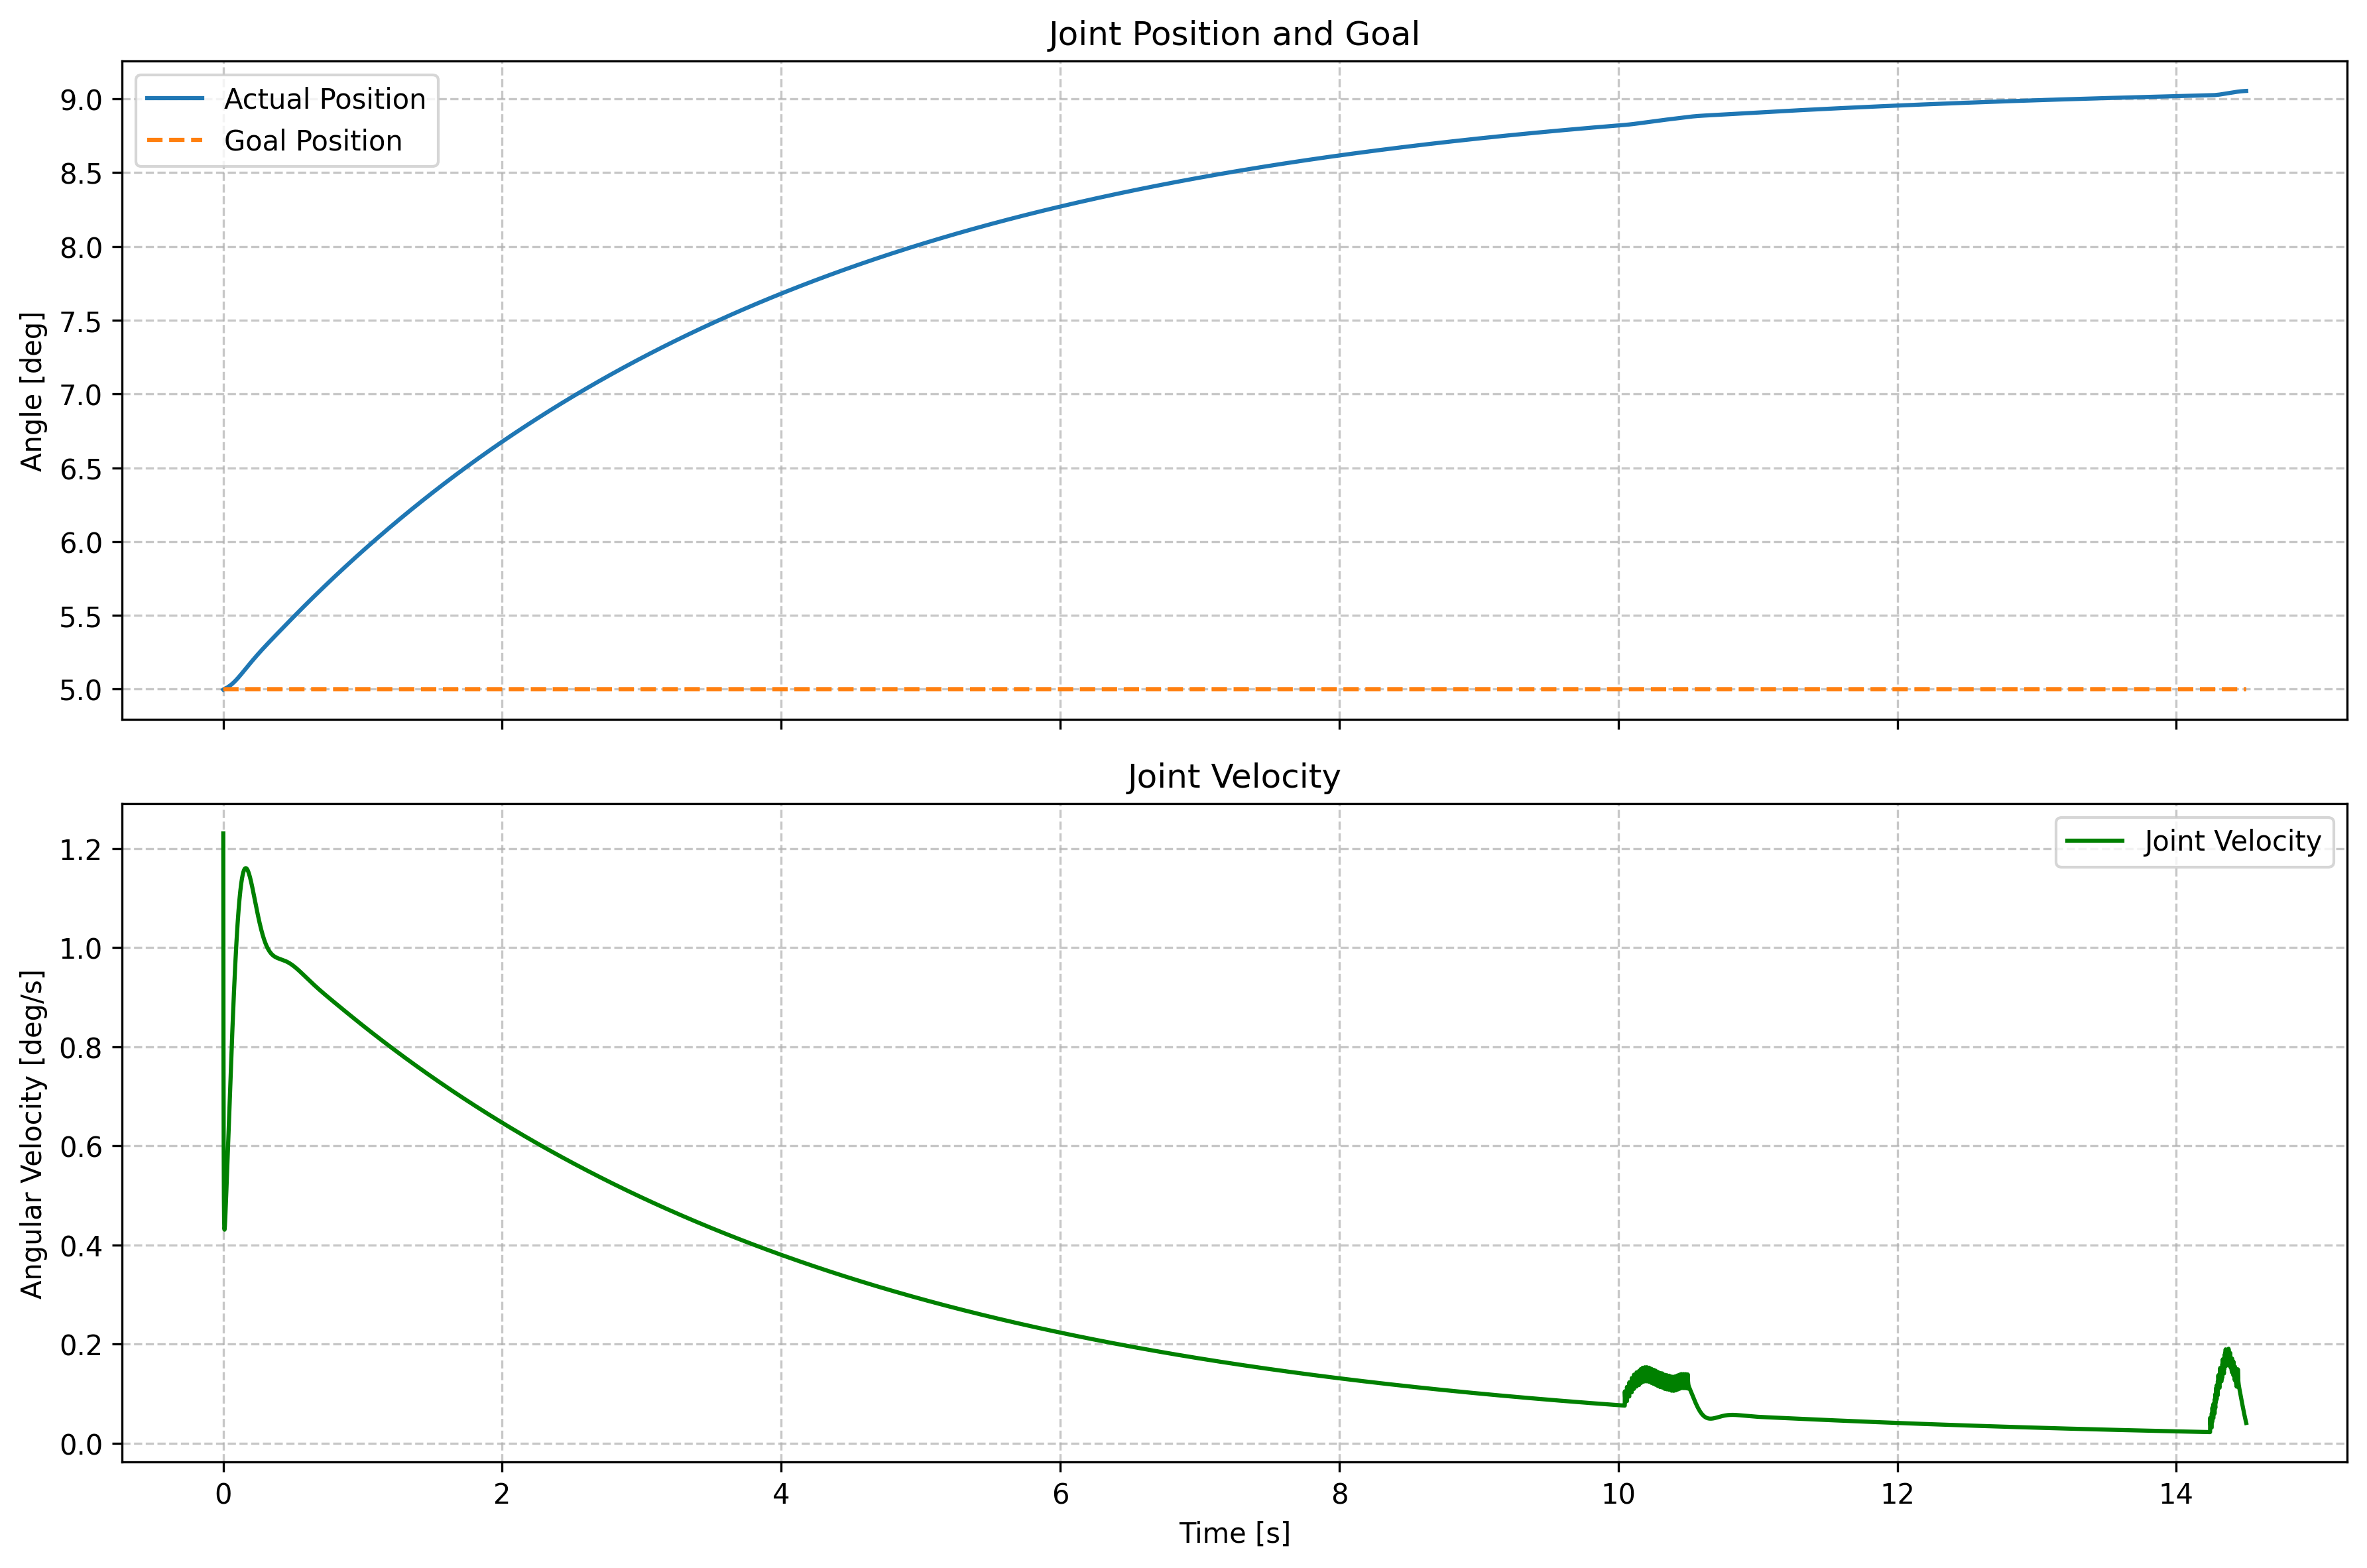 Joint Position and Goal
Actual Position
Goal Position
9.0
8.5
8.0
7.5
7.0
6.5
6.0
5.5
5.0
Angle [deg]
Joint Velocity
Joint Velocity
1.2
1.0
0.8
0.6
0.4
0.2
0.0
Angular Velocity [deg/s]
0 2 4 6 8 10 12 14
Time [s]